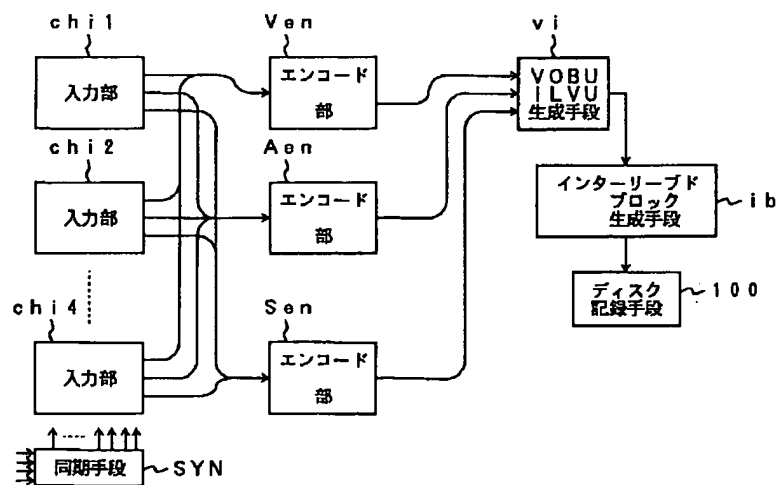 chi1
Ven
vi
入力部
エンコード
部
VOBU
ILVU
生成手段
chi2
Aen
入力部
エンコード
部
インターリーブド
ブロック
生成手段
ib
ディスク
記録手段
100
chi4
Sen
入力部
エンコード
部
同期手段
SYN